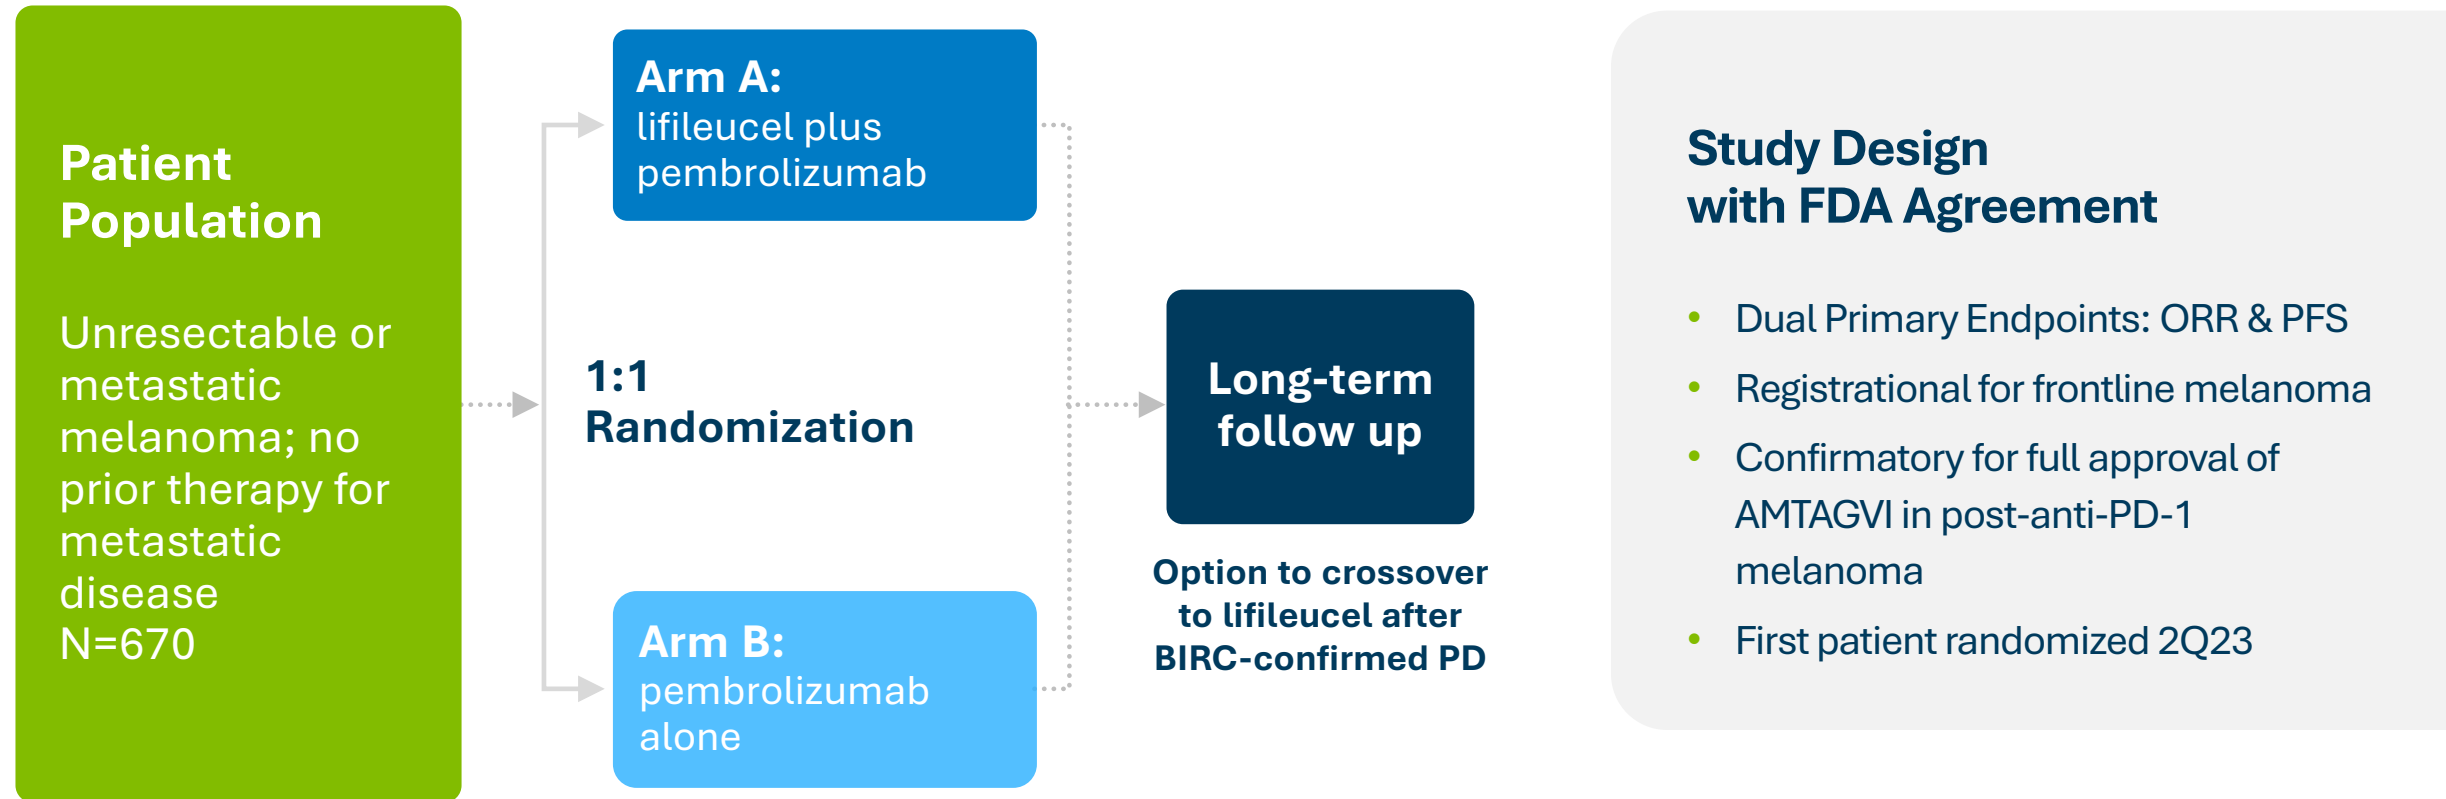 Patient
Population
Unresectable or
metastatic
melanoma; no
prior therapy for
metastatic
disease
N=670
Arm A:
lifileucel plus
pembrolizumab
1:1
Randomization
Arm B:
pembrolizumab
alone
Long-term
follow up
Option to crossover
to lifileucel after
BIRC-confirmed PD
Study Design
with FDA Agreement
• Dual Primary Endpoints: ORR & PFS
• Registrational for frontline melanoma
• Confirmatory for full approval of
AMTAGVI in post-anti-PD-1
melanoma
• First patient randomized 2Q23